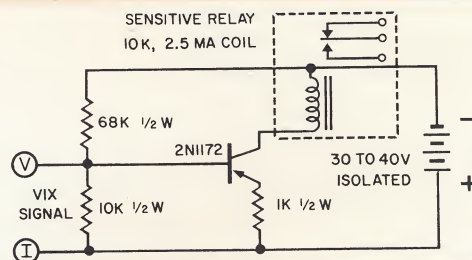 SENSITIVE RELAY
10K, 2.5 MA COIL
68K 1/2 W
2N1172
30 TO 40V
ISOLATED
−
+
V
VIX
SIGNAL
10K 1/2 W
1K 1/2 W
I